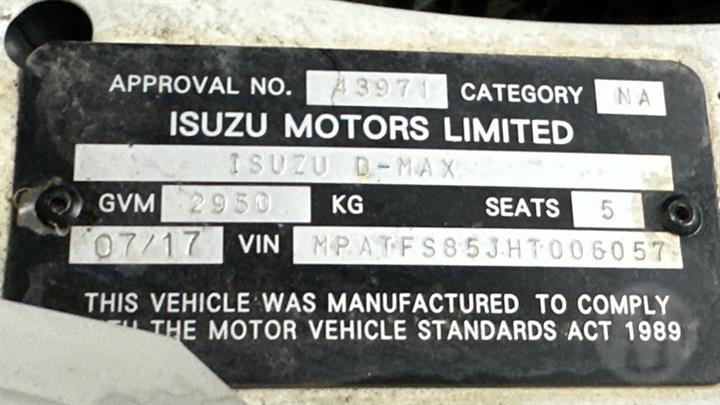 APPROVAL NO. 43971 CATEGORY NA
ISUZU MOTORS LIMITED
ISUZU D-MAX
GVM 2950 KG SEATS 5
07/17 VIN MPATFS85JHT006057
THIS VEHICLE WAS MANUFACTURED TO COMPLY
THE MOTOR VEHICLE STANDARDS ACT 1989